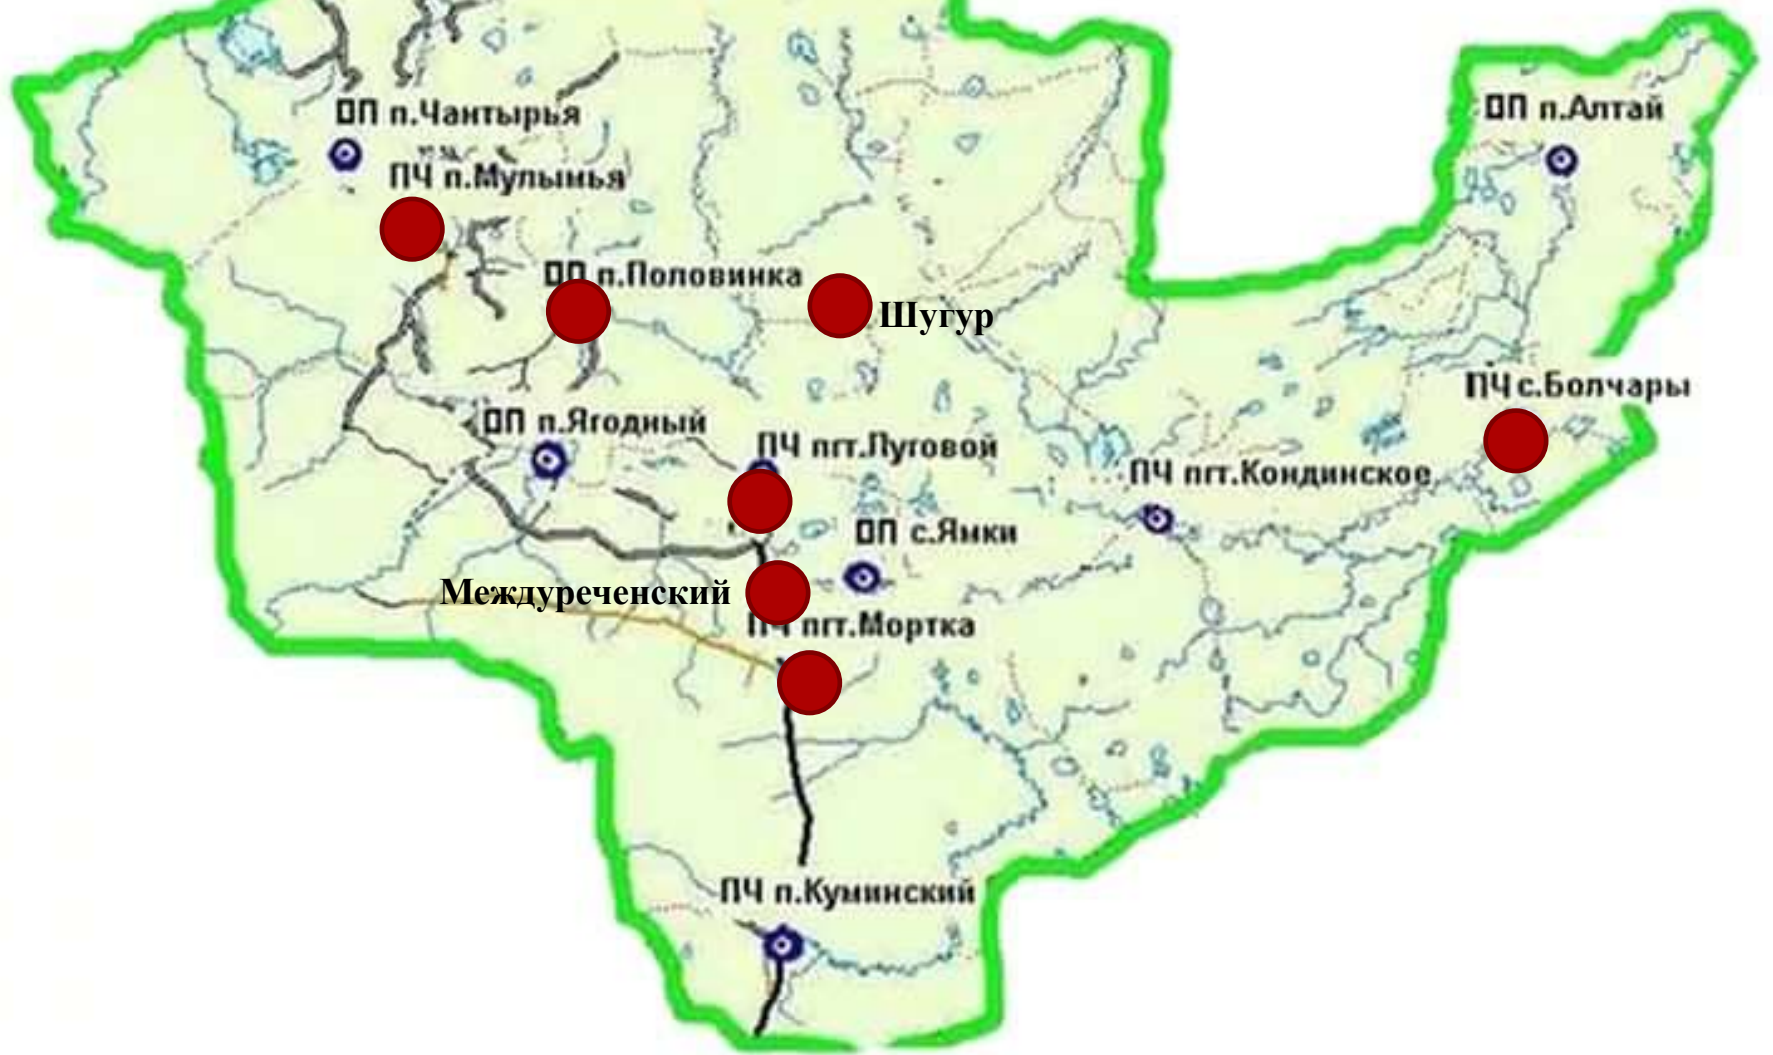 ОП п.Чантырья
ОП п.Алтай
ПЧ п.Мулымья
ОП п.Половинка
Шугур
ПЧ с.Болчары
ОП п.Ягодный
ПЧ пгт.Луговой
ПЧ пгт.Кондинское
ОП с.Ямки
Междуреченский
ПЧ пгт.Мортка
ПЧ п.Куминский